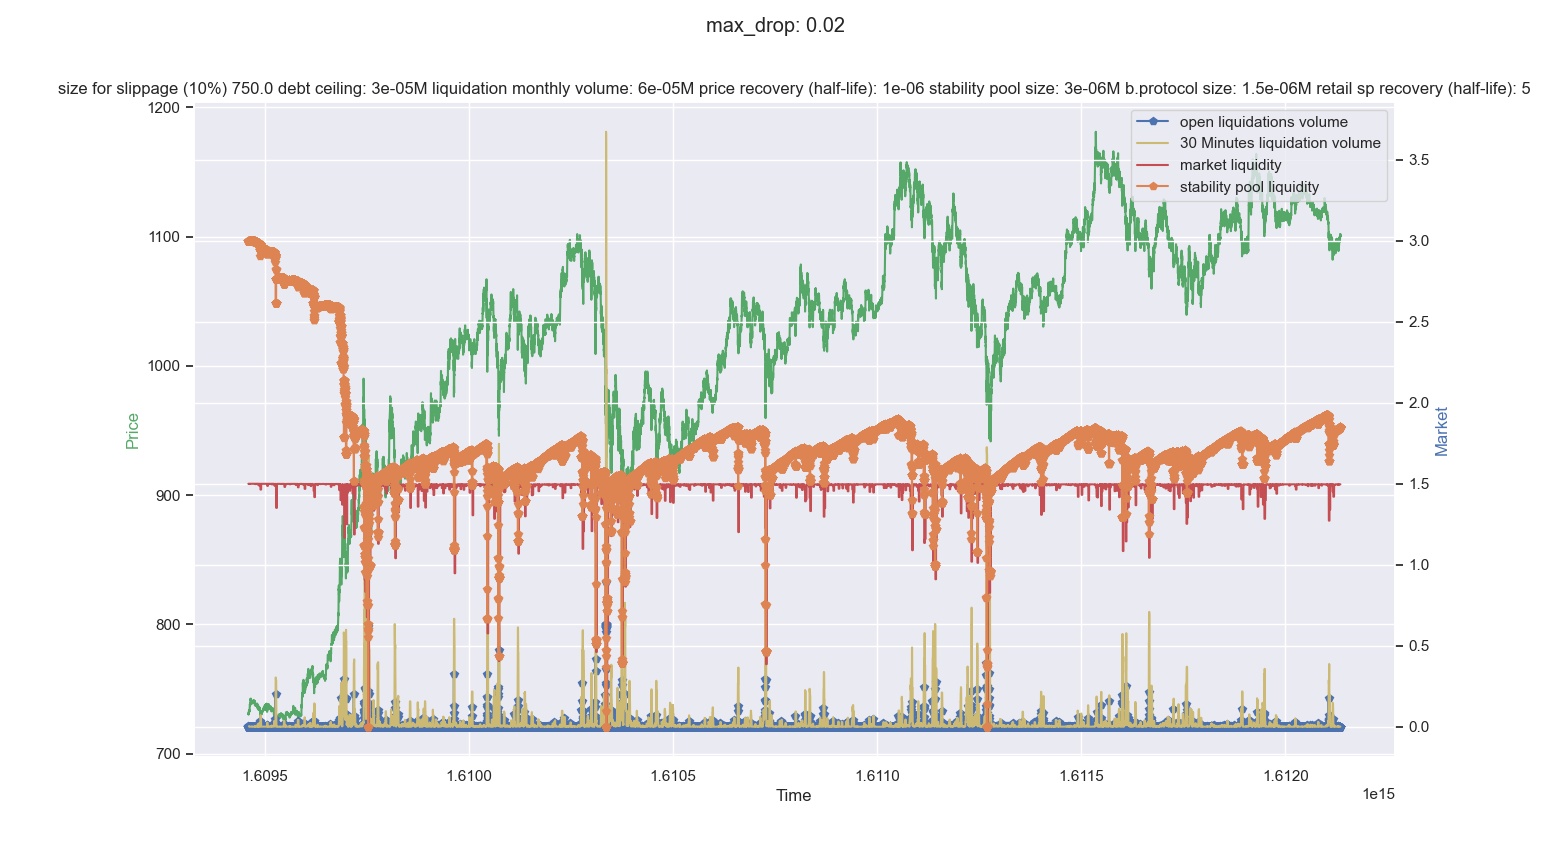 max_drop: 0.02
size for slippage (10%) 750.0 debt ceiling: 3e-05M liquidation monthly volume: 6e-05M price recovery (half-life): 1e-06 stability pool size: 3e-06M b.protocol size: 1.5e-06M retail sp recovery (half-life): 5
open liquidations volume
30 Minutes liquidation volume
market liquidity
stability pool liquidity
1200
1100
1000
900
800
700
Price
3.5
3.0
2.5
2.0
1.5
1.0
0.5
0.0
Market
1.6095 1.6100 1.6105 1.6110 1.6115 1.6120
Time
1e15